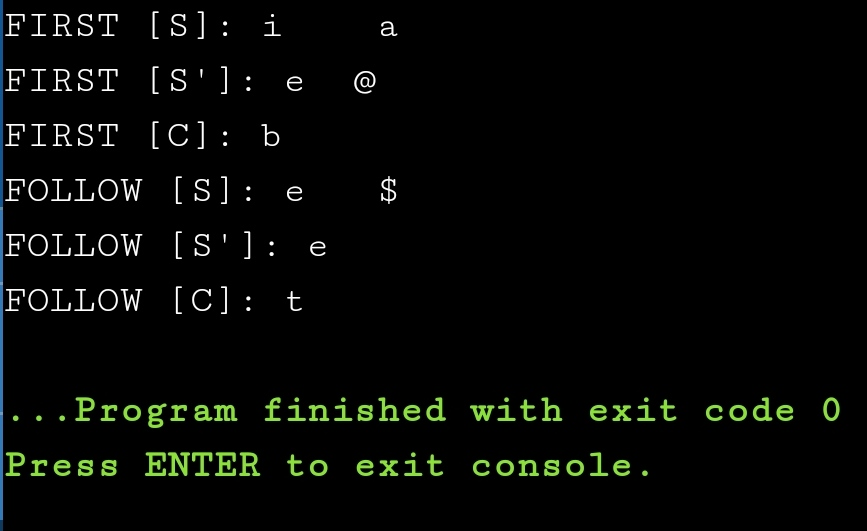 FIRST [S]: i    a
FIRST [S']: e  @
FIRST [C]: b
FOLLOW [S]: e   $
FOLLOW [S']: e
FOLLOW [C]: t
...Program finished with exit code 0
Press ENTER to exit console.